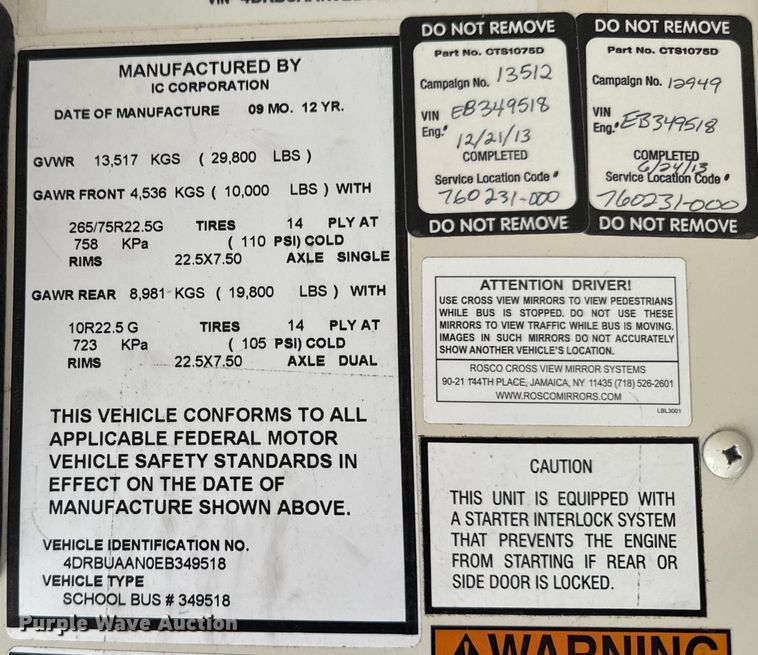 VIN
MANUFACTURED BY
IC CORPORATION
DATE OF MANUFACTURE 09 MO. 12 YR.
GVWR 13,517 KGS ( 29,800 LBS )
GAWR FRONT 4,536 KGS ( 10,000 LBS ) WITH
265/75R22.5G TIRES 14 PLY AT
758 KPa ( 110 PSI) COLD
RIMS 22.5X7.50 AXLE SINGLE
GAWR REAR 8,981 KGS ( 19,800 LBS ) WITH
10R22.5 G TIRES 14 PLY AT
723 KPa ( 105 PSI) COLD
RIMS 22.5X7.50 AXLE DUAL
THIS VEHICLE CONFORMS TO ALL
APPLICABLE FEDERAL MOTOR
VEHICLE SAFETY STANDARDS IN
EFFECT ON THE DATE OF
MANUFACTURE SHOWN ABOVE.
VEHICLE IDENTIFICATION NO.
4DRBUAAN0EB349518
VEHICLE TYPE
SCHOOL BUS # 349518
DO NOT REMOVE
Part No. CTS1075D
Campaign No. 13512
VIN EB349518
Eng.#
12/21/13
COMPLETED
Service Location Code #
760231-000
DO NOT REMOVE
DO NOT REMOVE
Part No. CTS1075D
Campaign No. 12949
VIN
Eng.# EB349518
COMPLETED
6/24/13
Service Location Code #
760231-000
DO NOT REMOVE
ATTENTION DRIVER!
USE CROSS VIEW MIRRORS TO VIEW PEDESTRIANS
WHILE BUS IS STOPPED. DO NOT USE THESE
MIRRORS TO VIEW TRAFFIC WHILE BUS IS MOVING.
IMAGES IN SUCH MIRRORS DO NOT ACCURATELY
SHOW ANOTHER VEHICLE'S LOCATION.
ROSCO CROSS VIEW MIRROR SYSTEMS
90-21 144TH PLACE, JAMAICA, NY 11435 (718) 526-2601
WWW.ROSCOMIRRORS.COM
LBL3001
CAUTION
THIS UNIT IS EQUIPPED WITH
A STARTER INTERLOCK SYSTEM
THAT PREVENTS THE ENGINE
FROM STARTING IF REAR OR
SIDE DOOR IS LOCKED.
WARNING
Purple Wave Auction